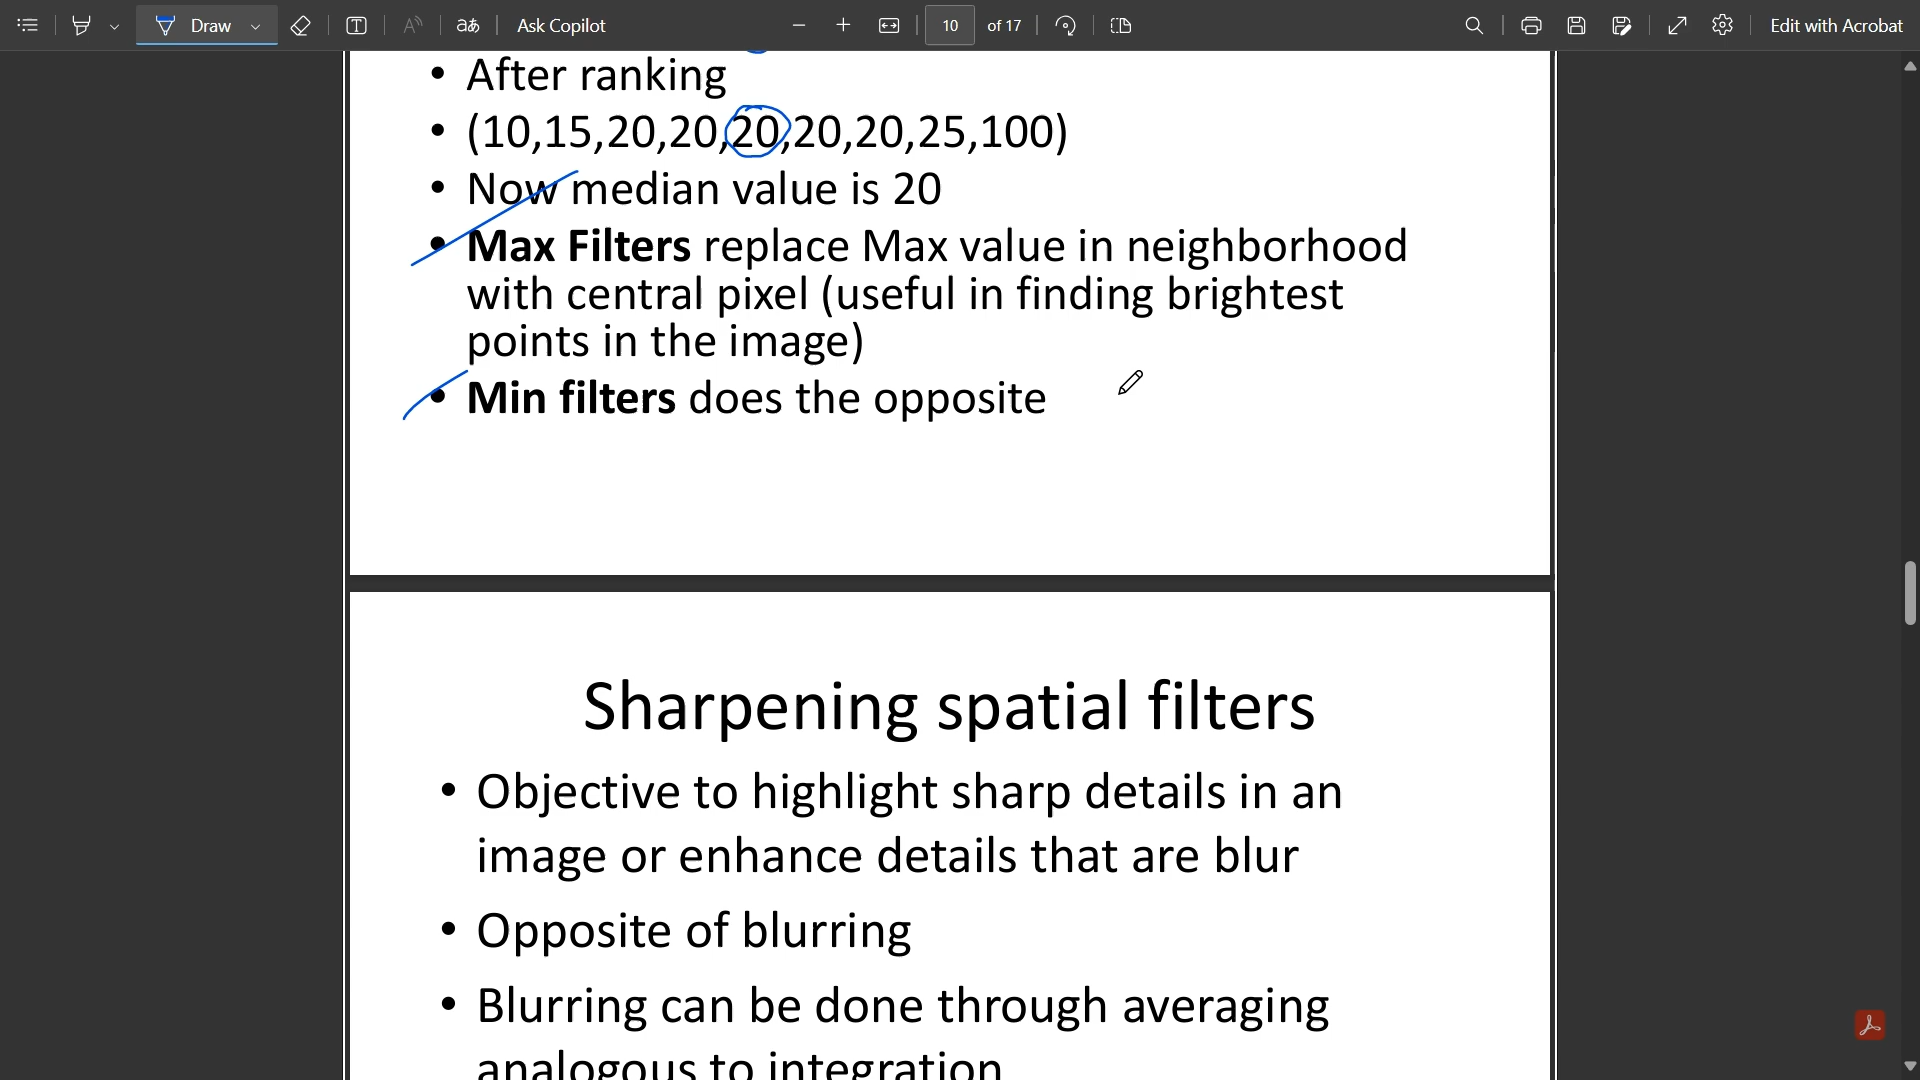 Draw
aあ
Ask Copilot
10 of 17
Edit with Acrobat
• After ranking
• (10,15,20,20,20,20,20,25,100)
• Now median value is 20
• Max Filters replace Max value in neighborhood
with central pixel (useful in finding brightest
points in the image)
• Min filters does the opposite
Sharpening spatial filters
• Objective to highlight sharp details in an
image or enhance details that are blur
• Opposite of blurring
• Blurring can be done through averaging
analogous to integration